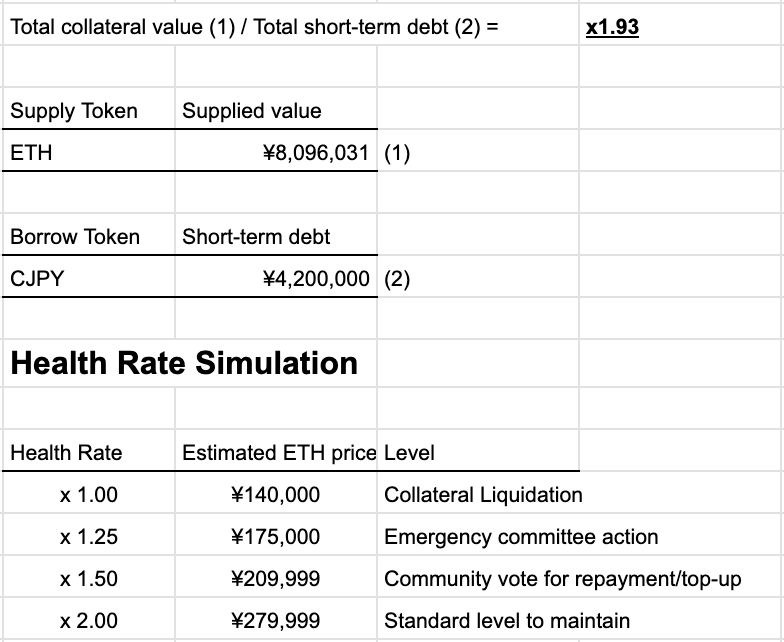 Total collateral value (1) / Total short-term debt (2) = x1.93
Supply Token Supplied value
ETH ¥8,096,031 (1)
Borrow Token Short-term debt
CJPY ¥4,200,000 (2)
Health Rate Simulation
Health Rate Estimated ETH price Level
x 1.00 ¥140,000 Collateral Liquidation
x 1.25 ¥175,000 Emergency committee action
x 1.50 ¥209,999 Community vote for repayment/top-up
x 2.00 ¥279,999 Standard level to maintain